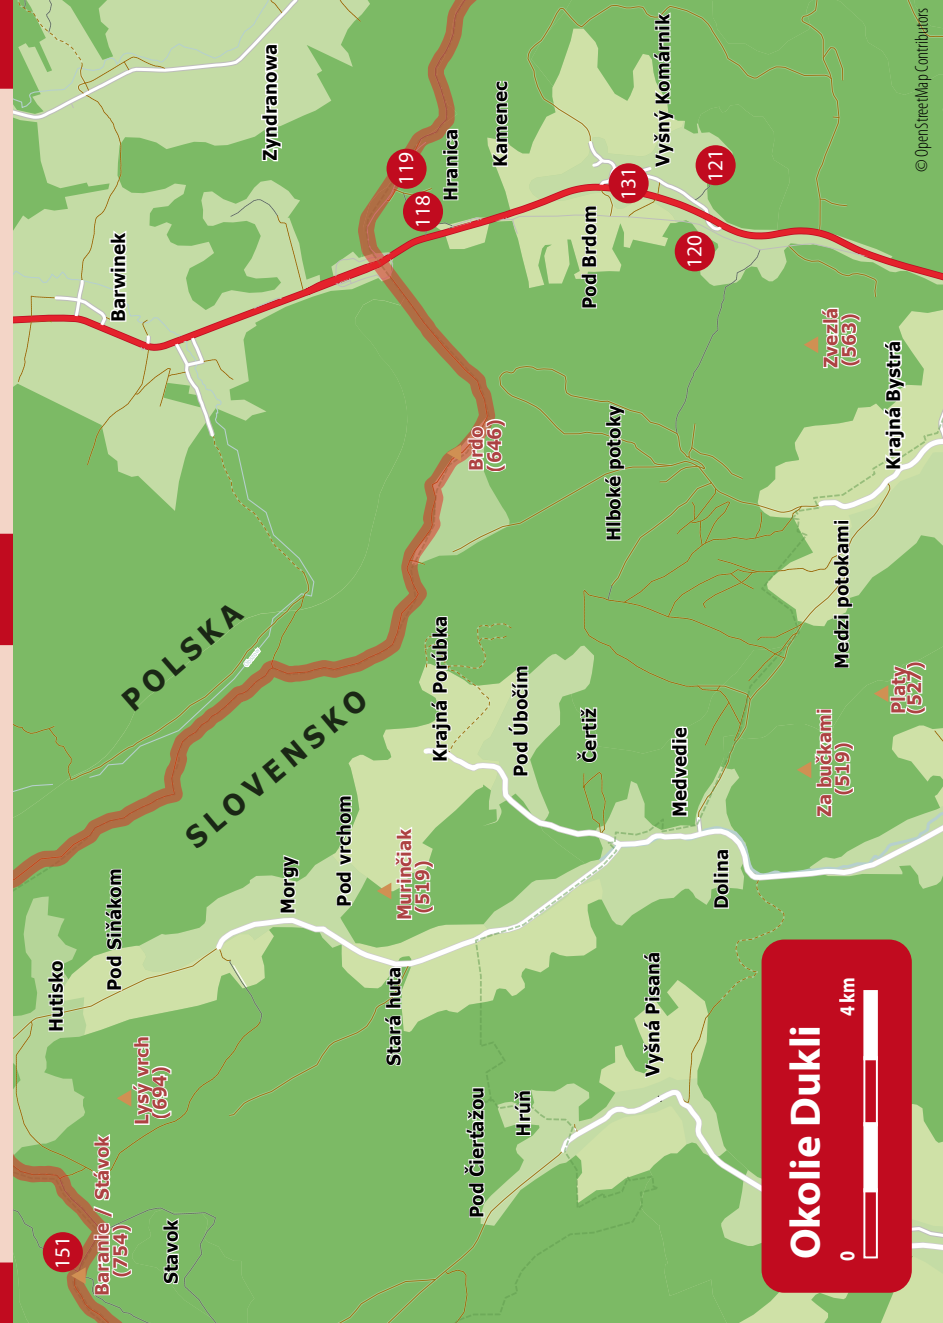 Okolie Dukli
0
4 km
151
Baranie / Stávok
(754)
Stavok
Lysý vrch
(694)
Hutisko
Pod Siňákom
POLSKA
SLOVENSKO
Morgy
Pod vrchom
Murinčiak
(519)
Stará huta
Pod Čierťažou
Hrúň
Vyšná Pisaná
Krajná Porúbka
Pod Úbočím
Čertiž
Medvedie
Dolina
Za bučkami
(519)
Platy
(527)
Medzi potokami
Krajná Bystrá
Hlboké potoky
Brdo
(646)
Zvezlá
(563)
Barwinek
Zyndranowa
119
118
Hranica
Kamenec
Pod Brdom
Vyšný Komárnik
131
121
120
© OpenStreetMap Contributors